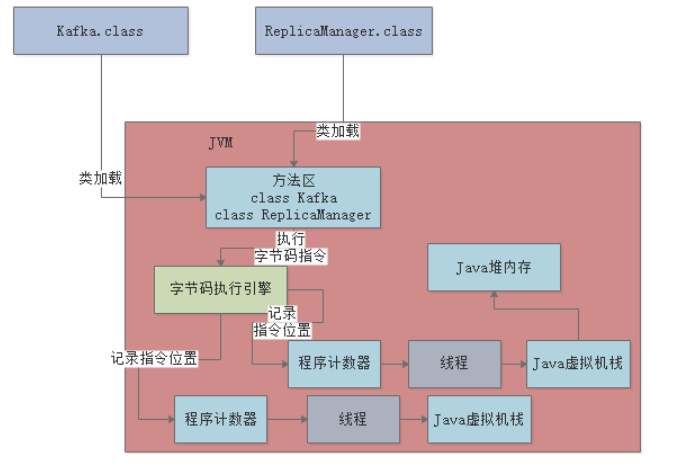 Kafka.class
ReplicaManager.class
JVM
类加载
类加载
方法区
class Kafka
class ReplicaManager
执行
字节码指令
Java堆内存
字节码执行引擎
记录
指令位置
记录指令位置
程序计数器
线程
Java虚拟机栈
程序计数器
线程
Java虚拟机栈